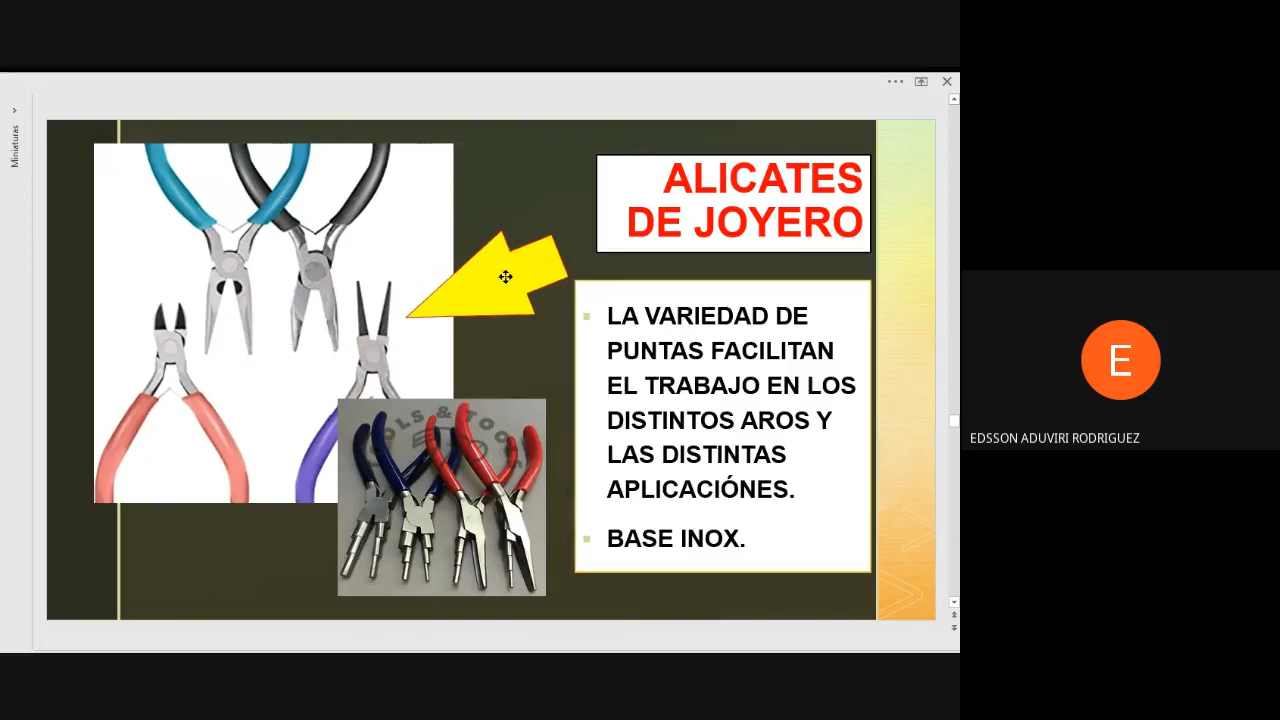 Miniaturas
ALICATES
DE JOYERO
LA VARIEDAD DE
PUNTAS FACILITAN
EL TRABAJO EN LOS
DISTINTOS AROS Y
LAS DISTINTAS
APLICACIÓNES.
BASE INOX.
E
EDSSON ADUVIRI RODRIGUEZ